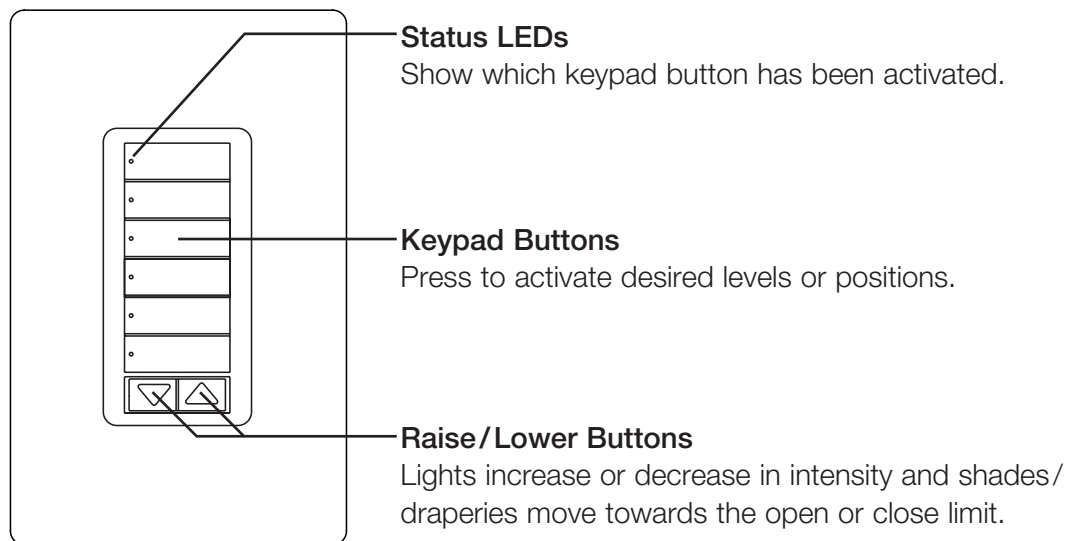 Status LEDs
Show which keypad button has been activated.
Keypad Buttons
Press to activate desired levels or positions.
Raise/Lower Buttons
Lights increase or decrease in intensity and shades/
draperies move towards the open or close limit.